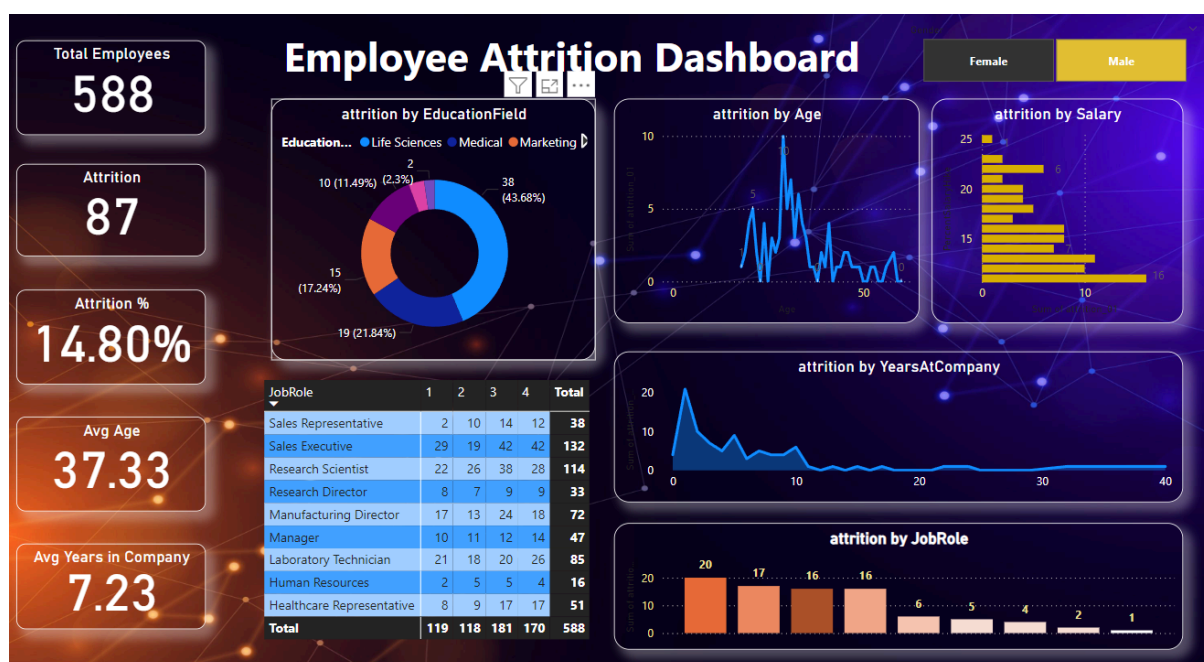 Employee Attrition Dashboard
Female
Male
Total Employees
588
Attrition
87
Attrition %
14.80%
Avg Age
37.33
Avg Years in Company
7.23
attrition by EducationField
Education... Life Sciences Medical Marketing
38
(43.68%)
19 (21.84%)
15
(17.24%)
10 (11.49%)
2
(2.3%)
JobRole 1 2 3 4 Total
Sales Representative 2 10 14 12 38
Sales Executive 29 19 42 42 132
Research Scientist 22 26 38 28 114
Research Director 8 7 9 9 33
Manufacturing Director 17 13 24 18 72
Manager 10 11 12 14 47
Laboratory Technician 21 18 20 26 85
Human Resources 2 5 5 4 16
Healthcare Representative 8 9 17 17 51
Total 119 118 181 170 588
attrition by Age
10
5
0
0 50
10
5
0
Age
attrition by Salary
25
20
15
0 10
6
7
16
attrition by YearsAtCompany
20
10
0
0 10 20 30 40
attrition by JobRole
20
10
0
20 17 16 16 6 5 4 2 1